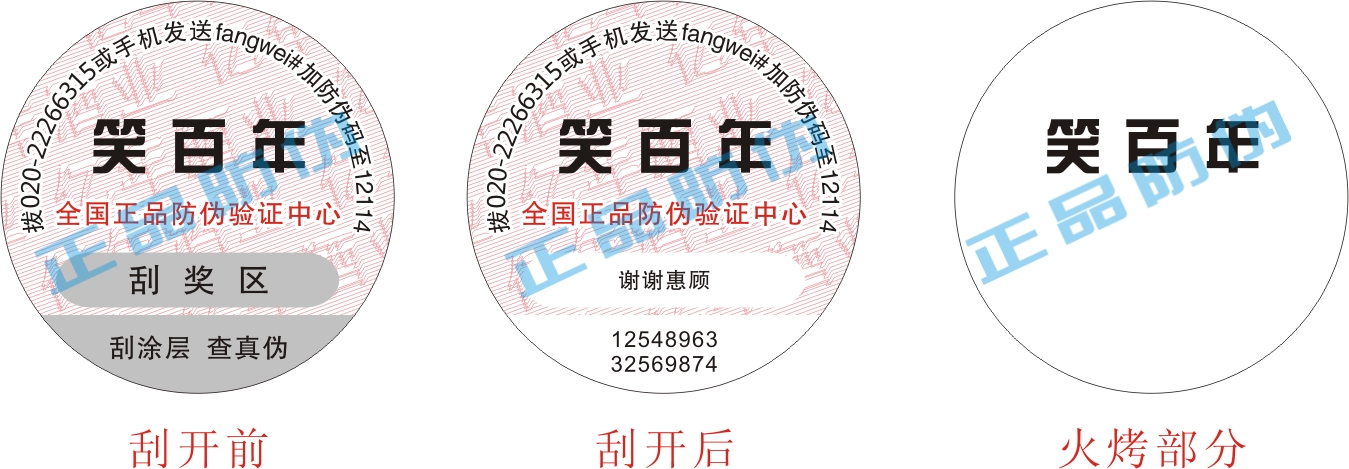 拨020-22266315或手机发送fangwei#加防伪码至12114
笑百年
全国正品防伪验证中心
刮奖区
刮涂层 查真伪
正品防伪
刮开前
拨020-22266315或手机发送fangwei#加防伪码至12114
笑百年
全国正品防伪验证中心
谢谢惠顾
12548963
32569874
正品防伪
刮开后
笑百年
正品防伪
火烤部分